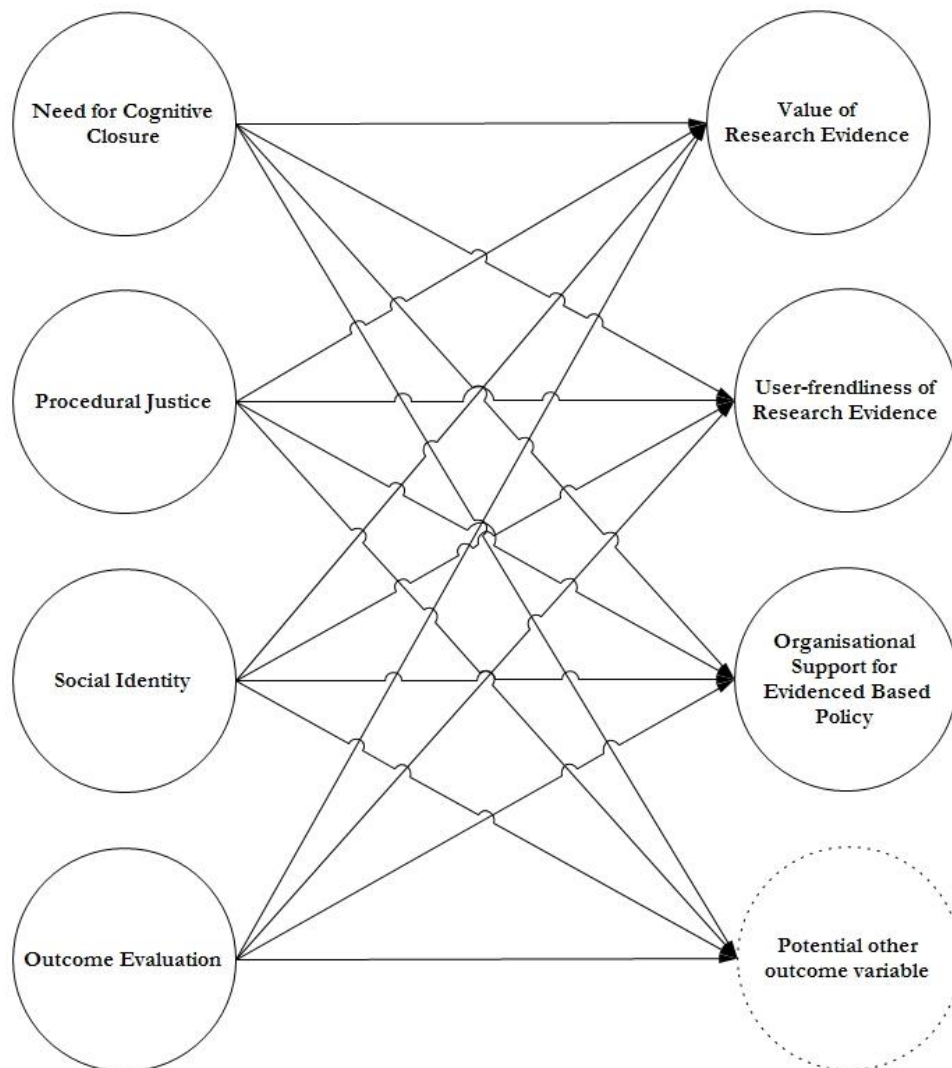 Need for Cognitive
Closure
Value of
Research Evidence
Procedural Justice
User-frendliness of
Research Evidence
Social Identity
Organisational
Support for
Evidenced Based
Policy
Outcome Evaluation
Potential other
outcome variable